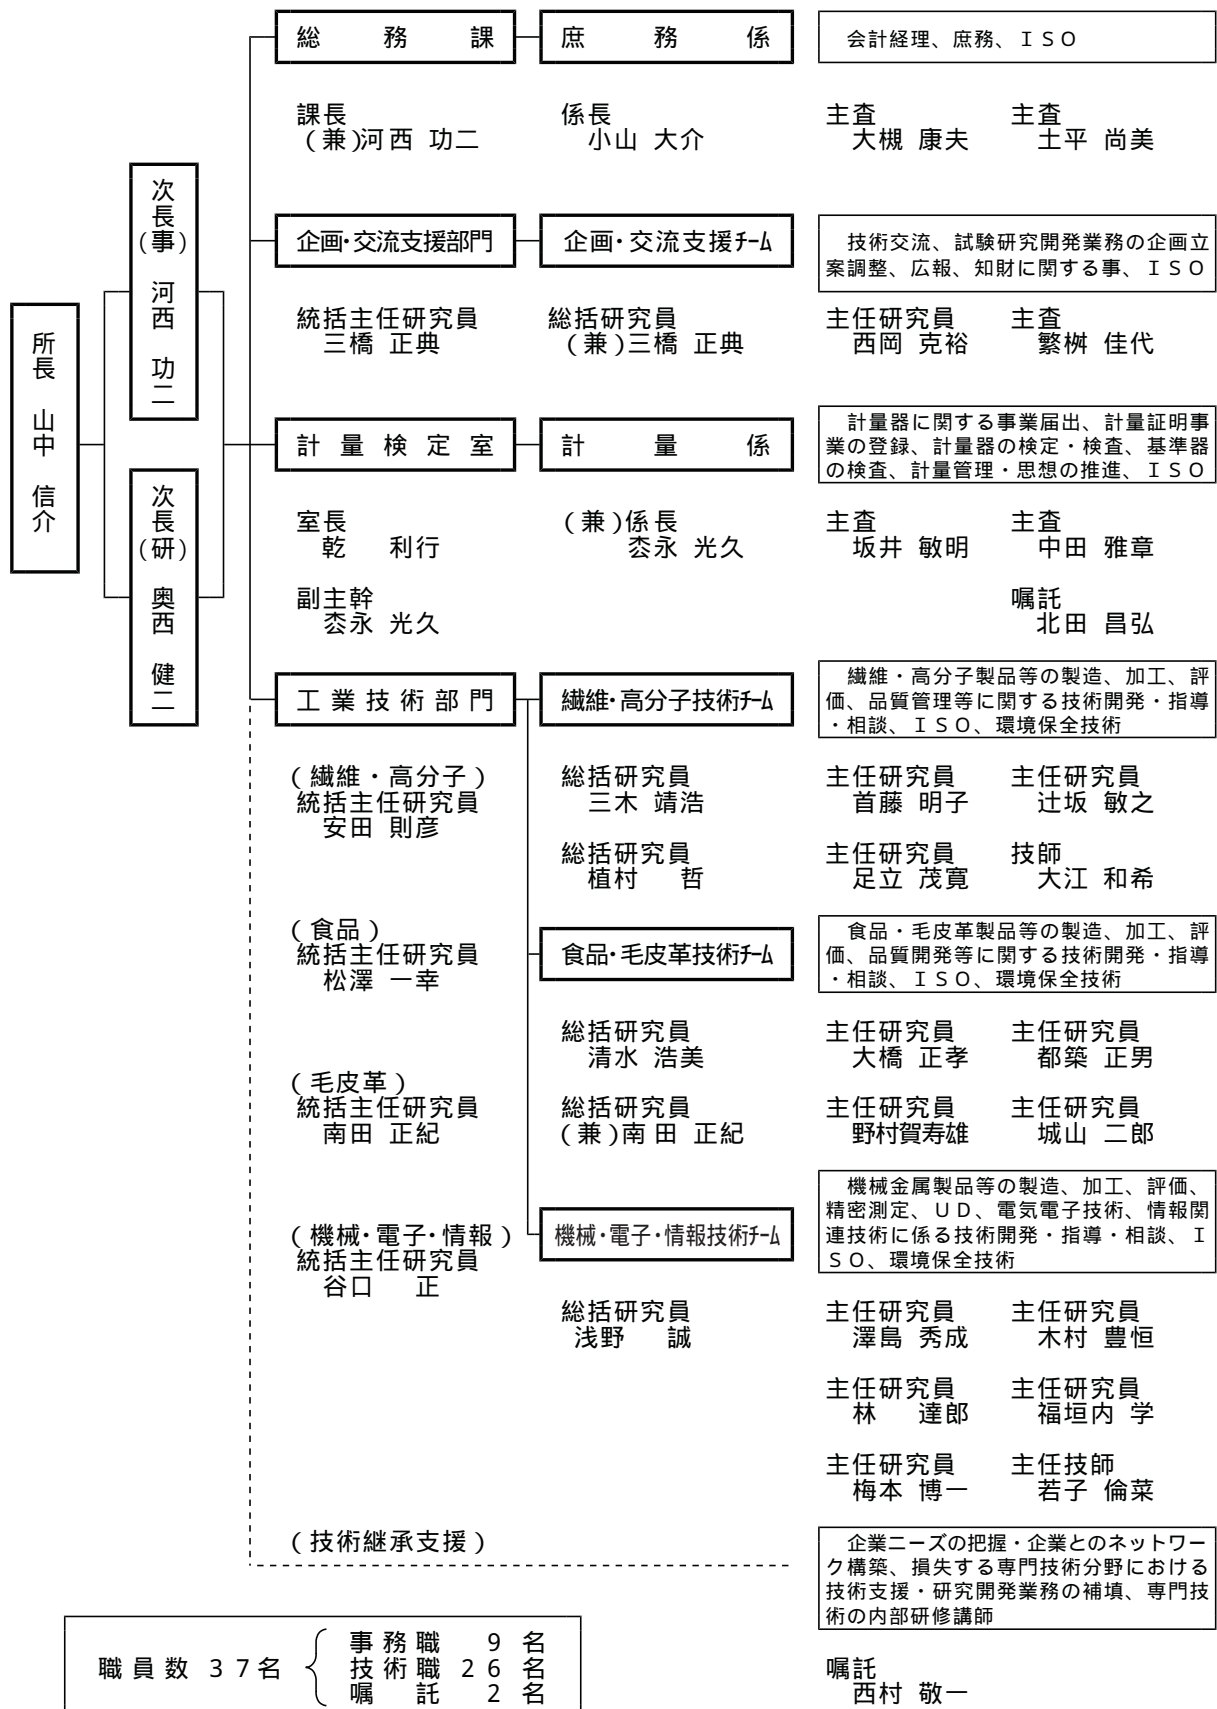 所長 山中 信介
次長(事) 河西 功二
次長(研) 奥西 健二
総務課 庶務係
会計経理、庶務、ＩＳＯ
課長 係長 主査 主査
(兼)河西 功二 小山 大介 大槻 康夫 土平 尚美
企画・交流支援部門 企画・交流支援ﾁｰﾑ
技術交流、試験研究開発業務の企画立
案調整、広報、知財に関する事、ＩＳＯ
統括主任研究員 総括研究員 主任研究員 主査
三橋 正典 (兼)三橋 正典 西岡 克裕 繁桝 佳代
計量検定室 計量係
計量器に関する事業届出、計量証明事
業の登録、計量器の検定・検査、基準器
の検査、計量管理・思想の推進、ＩＳＯ
室長 (兼)係長 主査 主査
乾 利行 枩永 光久 坂井 敏明 中田 雅章
副主幹 嘱託
枩永 光久 北田 昌弘
工業技術部門 繊維・高分子技術ﾁｰﾑ
繊維・高分子製品等の製造、加工、評
価、品質管理等に関する技術開発・指導
・相談、ＩＳＯ、環境保全技術
(繊維・高分子)
統括主任研究員
安田 則彦
総括研究員 主任研究員 主任研究員
三木 靖浩 首藤 明子 辻坂 敏之
総括研究員 主任研究員 技師
植村 哲 足立 茂寛 大江 和希
(食品)
統括主任研究員
松澤 一幸
食品・毛皮革技術ﾁｰﾑ
食品・毛皮革製品等の製造、加工、評
価、品質開発等に関する技術開発・指導
・相談、ＩＳＯ、環境保全技術
総括研究員 主任研究員 主任研究員
清水 浩美 大橋 正孝 都築 正男
(毛皮革)
統括主任研究員 総括研究員 主任研究員 主任研究員
南田 正紀 (兼)南田 正紀 野村賀寿雄 城山 二郎
機械・電子・情報技術ﾁｰﾑ
機械金属製品等の製造、加工、評価、
精密測定、ＵＤ、電気電子技術、情報関
連技術に係る技術開発・指導・相談、Ｉ
ＳＯ、環境保全技術
(機械・電子・情報)
統括主任研究員
谷口 正
総括研究員 主任研究員 主任研究員
浅野 誠 澤島 秀成 木村 豊恒
主任研究員 主任研究員
林 達郎 福垣内 学
主任研究員 主任技師
梅本 博一 若子 倫菜
(技術継承支援)
企業ニーズの把握・企業とのネットワー
ク構築、損失する専門技術分野における
技術支援・研究開発業務の補填、専門技
術の内部研修講師
嘱託
西村 敬一
職員数 ３７名
事務職 ９名
技術職 ２６名
嘱託 ２名